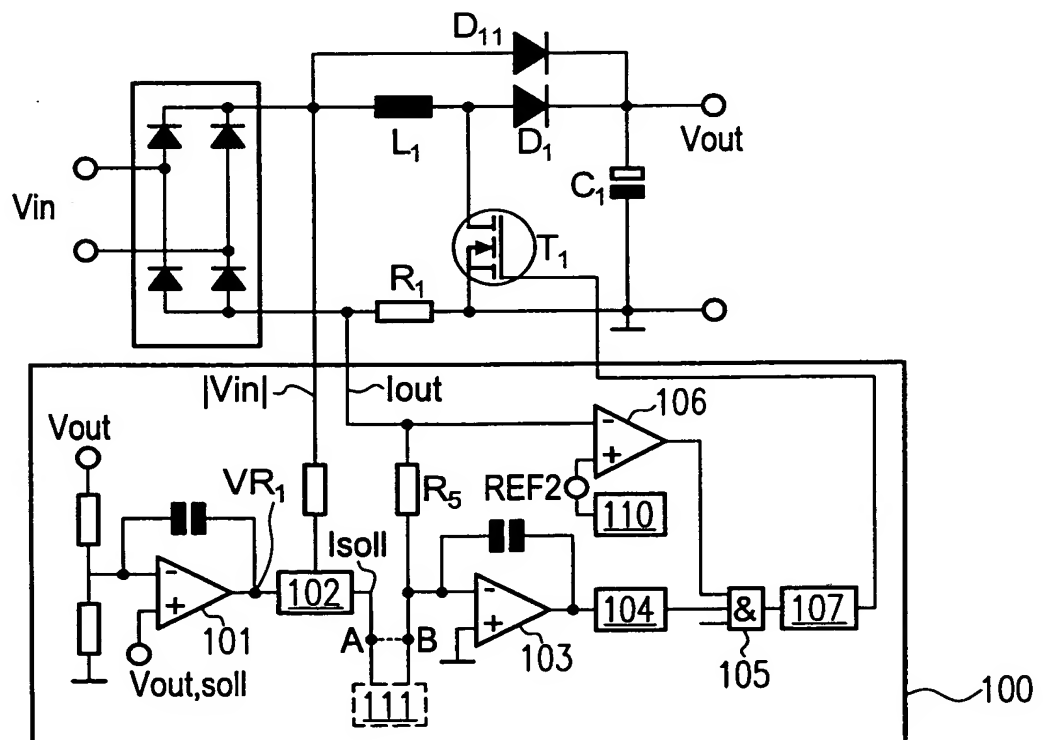 D11
Vin
L1
D1
Vout
C1
T1
R1
|Vin|
Iout
106
Vout
VR1
R5
REF2
110
Isoll
102
101
A
B
103
104
&
105
107
Vout,soll
111
100